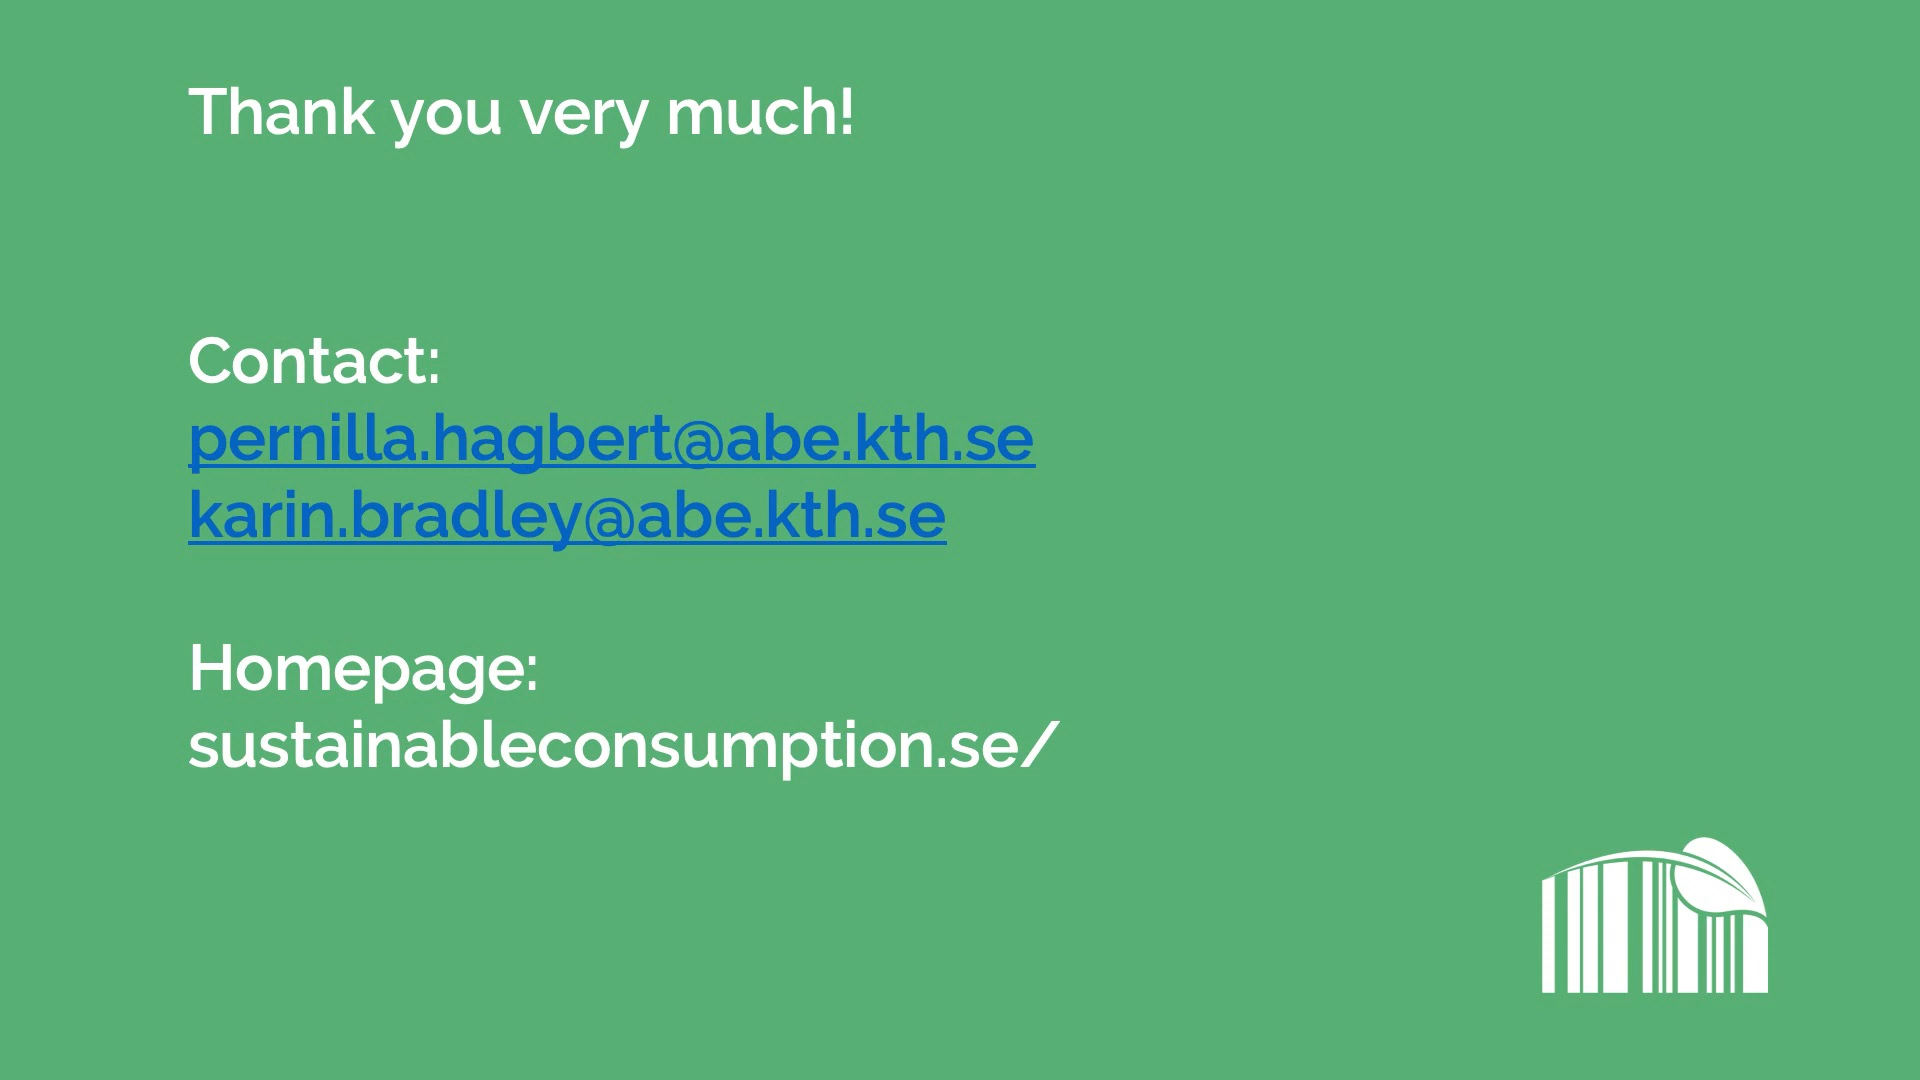 Thank you very much!
Contact:
pernilla.hagbert@abe.kth.se
karin.bradley@abe.kth.se
Homepage:
sustainableconsumption.se/